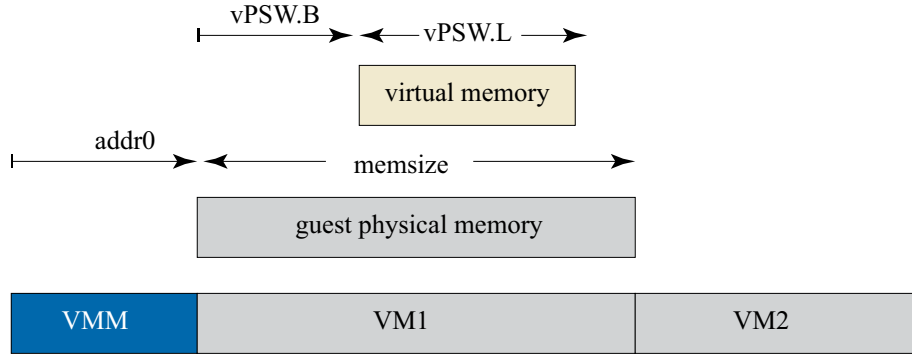 vPSW.B
vPSW.L
virtual memory
addr0
memsize
guest physical memory
VMM VM1 VM2